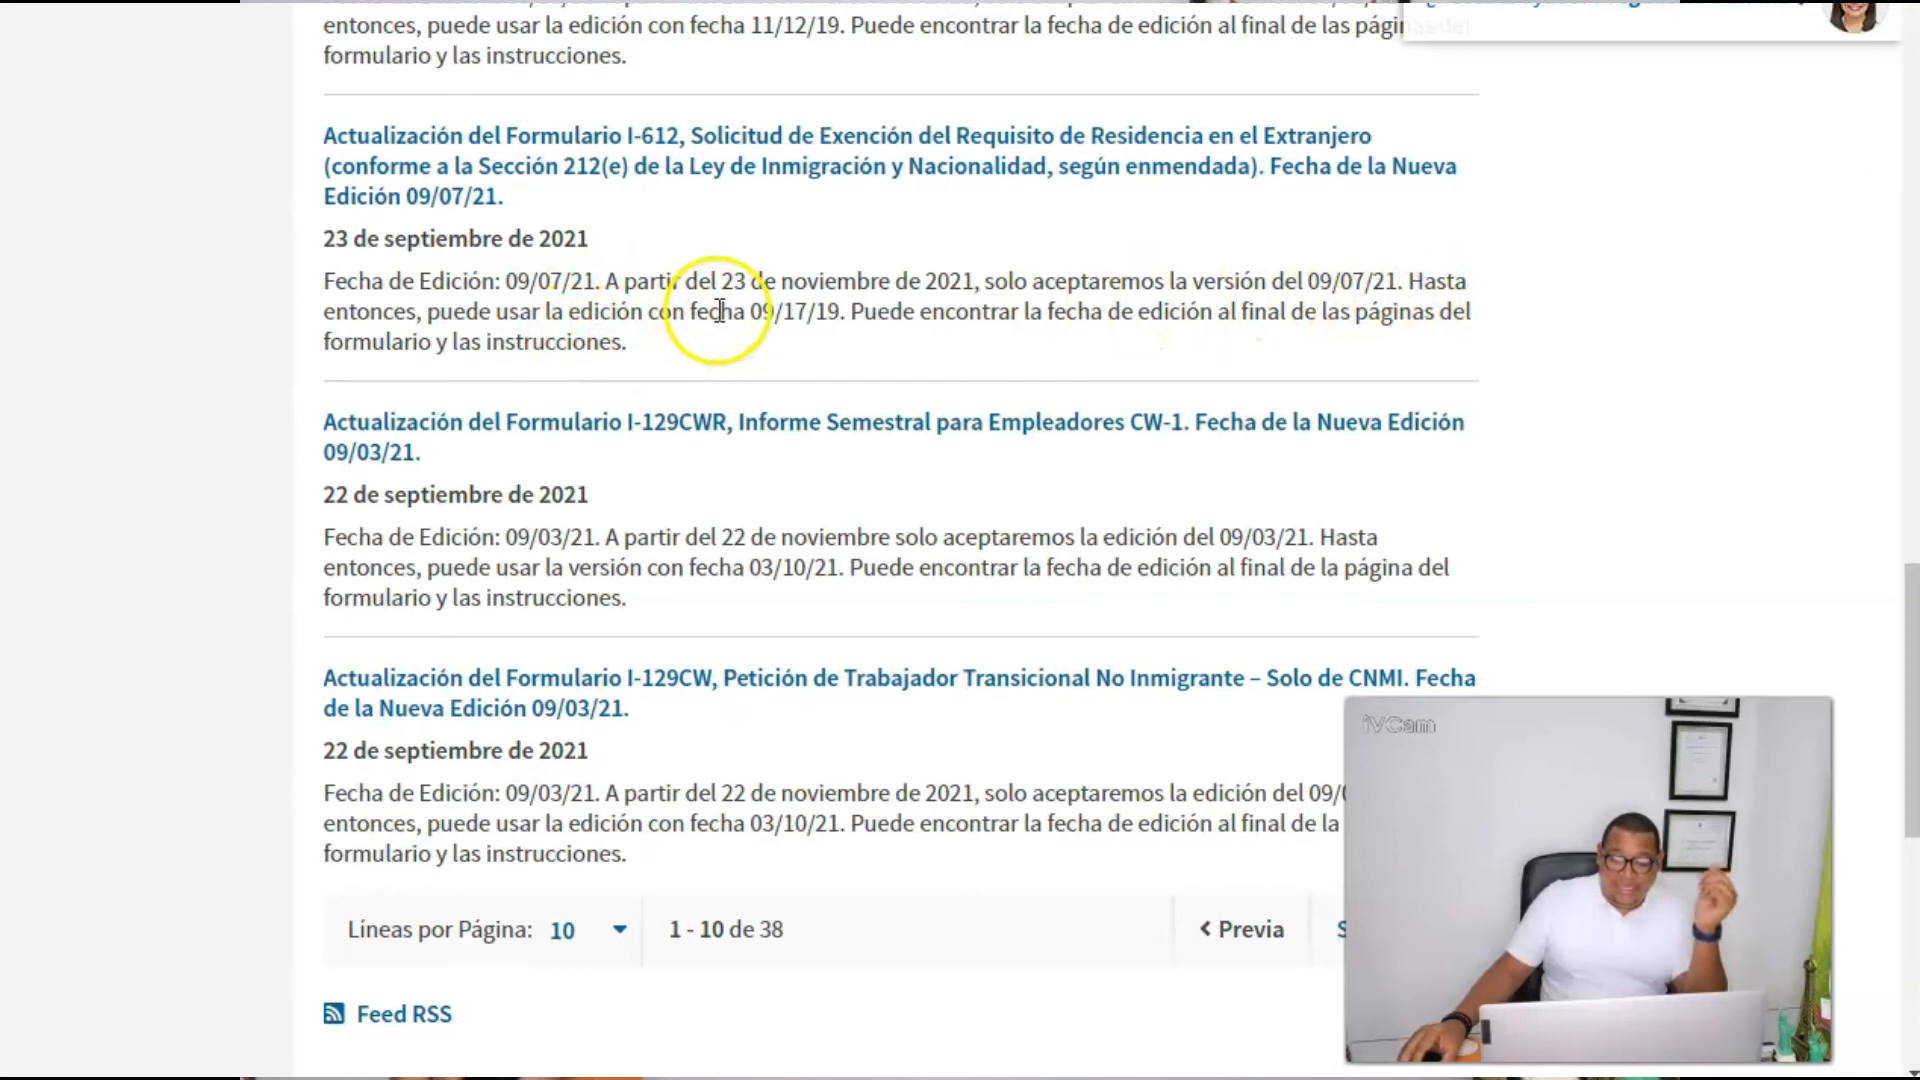 entonces, puede usar la edición con fecha 11/12/19. Puede encontrar la fecha de edición al final de las páginas del
formulario y las instrucciones.
Actualización del Formulario I-612, Solicitud de Exención del Requisito de Residencia en el Extranjero
(conforme a la Sección 212(e) de la Ley de Inmigración y Nacionalidad, según enmendada). Fecha de la Nueva
Edición 09/07/21.
23 de septiembre de 2021
Fecha de Edición: 09/07/21. A partir del 23 de noviembre de 2021, solo aceptaremos la versión del 09/07/21. Hasta
entonces, puede usar la edición con fecha 09/17/19. Puede encontrar la fecha de edición al final de las páginas del
formulario y las instrucciones.
Actualización del Formulario I-129CWR, Informe Semestral para Empleadores CW-1. Fecha de la Nueva Edición
09/03/21.
22 de septiembre de 2021
Fecha de Edición: 09/03/21. A partir del 22 de noviembre solo aceptaremos la edición del 09/03/21. Hasta
entonces, puede usar la versión con fecha 03/10/21. Puede encontrar la fecha de edición al final de la página del
formulario y las instrucciones.
Actualización del Formulario I-129CW, Petición de Trabajador Transicional No Inmigrante – Solo de CNMI. Fecha
de la Nueva Edición 09/03/21.
22 de septiembre de 2021
Fecha de Edición: 09/03/21. A partir del 22 de noviembre de 2021, solo aceptaremos la edición del
entonces, puede usar la edición con fecha 03/10/21. Puede encontrar la fecha de edición al final de la
formulario y las instrucciones.
iVCam
Líneas por Página: 10
1 - 10 de 38
Previa
Feed RSS